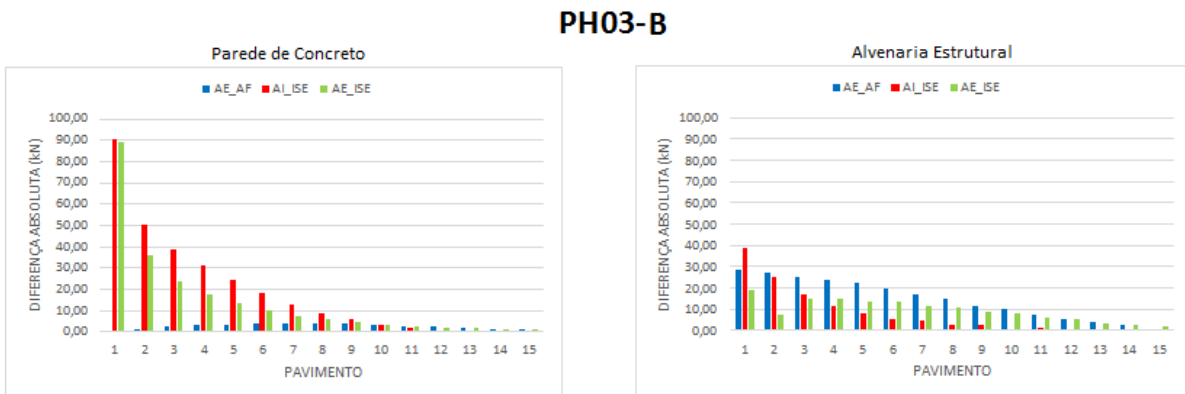 PH03-B
Parede de Concreto
AE_AF AI_ISE AE_ISE
100,00
90,00
80,00
70,00
60,00
50,00
40,00
30,00
20,00
10,00
0,00
DIFERENÇA ABSOLUTA (kN)
1 2 3 4 5 6 7 8 9 10 11 12 13 14 15
PAVIMENTO
Alvenaria Estrutural
AE_AF AI_ISE AE_ISE
100,00
90,00
80,00
70,00
60,00
50,00
40,00
30,00
20,00
10,00
0,00
DIFERENÇA ABSOLUTA (kN)
1 2 3 4 5 6 7 8 9 10 11 12 13 14 15
PAVIMENTO